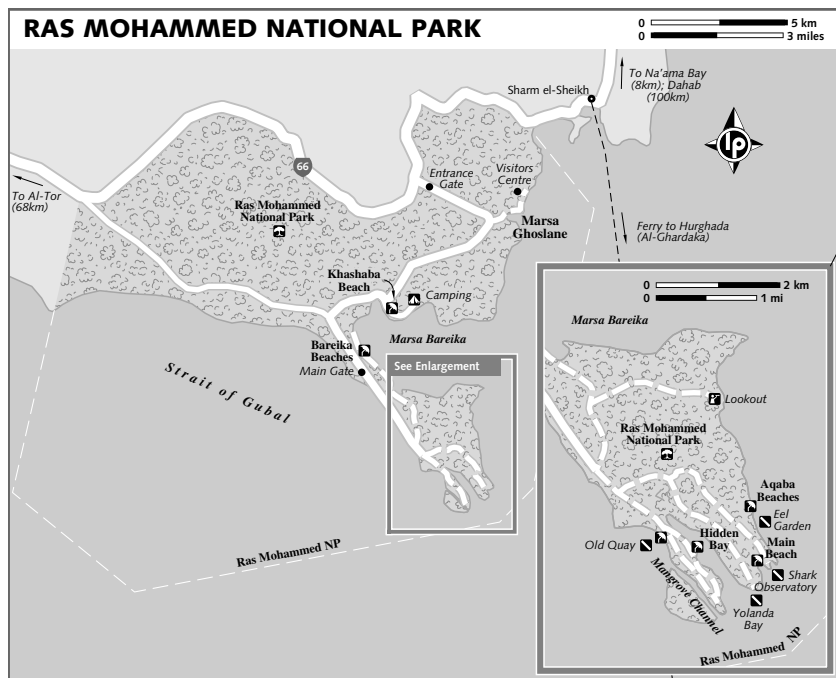 RAS MOHAMMED NATIONAL PARK
0 5 km
0 3 miles
To Na'ama Bay
(8km); Dahab
(100km)
Sharm el-Sheikh
lp
66
Entrance
Gate
Visitors
Centre
To Al-Tor
(68km)
Ras Mohammed
National Park
Marsa
Ghoslane
Ferry to Hurghada
(Al-Ghardaka)
Khashaba
Beach
Camping
Marsa Bareika
Bareika
Beaches
Main Gate
See Enlargement
Strait of Gubal
Ras Mohammed NP
0 2 km
0 1 mi
Marsa Bareika
Lookout
Ras Mohammed
National Park
Aqaba
Beaches
Eel
Garden
Old Quay
Hidden
Bay
Main
Beach
Shark
Observatory
Mangrove Channel
Yolanda
Bay
Ras Mohammed NP